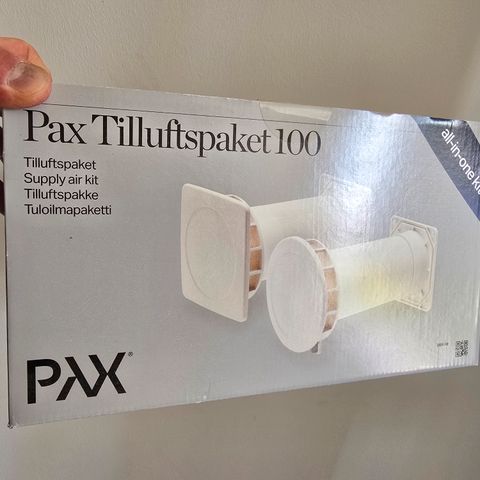 Pax Tilluftspaket 100
all-in-one kit
Tilluftspaket
Supply air kit
Tilluftspakke
Tuloilmapaketti
PAX®